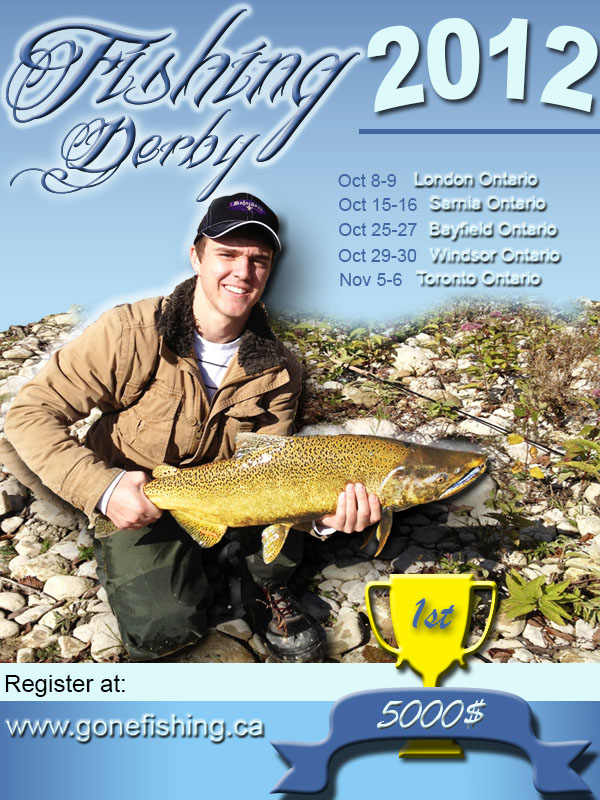 Fishing
Derby
2012
Oct 8-9 London Ontario
Oct 15-16 Sarnia Ontario
Oct 25-27 Bayfield Ontario
Oct 29-30 Windsor Ontario
Nov 5-6 Toronto Ontario
1st
Register at:
5000$
www.gonefishing.ca